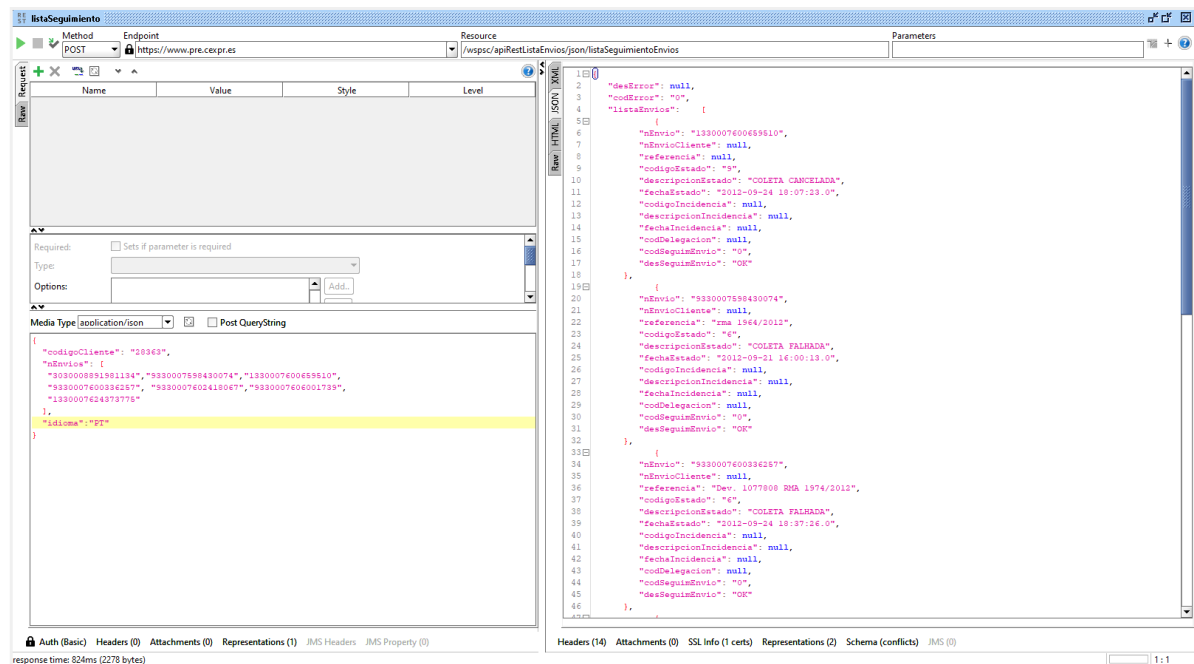 REST listaSeguimiento
Method Endpoint Resource Parameters
POST https://www.pre.cexpr.es /wspsc/apiRestListaEnvios/json/listaSeguimientoEnvios
Request
Raw
Name Value Style Level
Required: Sets if parameter is required
Type:
Options: Add..
Media Type application/json Post QueryString
{
"codigoCliente": "28363",
"nEnvios": [
"3030008891981134","9330007598430074","1330007600659510",
"9330007600336257", "9330007602418067","9330007606001739",
"1330007624373775"
],
"idioma":"PT"
}
Auth (Basic) Headers (0) Attachments (0) Representations (1) JMS Headers JMS Property (0)
response time: 824ms (2278 bytes)
XML
JSON
HTML
Raw
1 {
2 "desError": null,
3 "codError": "0",
4 "listaEnvios": [
5 {
6 "nEnvio": "1330007600659510",
7 "nEnvioCliente": null,
8 "referencia": null,
9 "codigoEstado": "9",
10 "descripcionEstado": "COLETA CANCELADA",
11 "fechaEstado": "2012-09-24 18:07:23.0",
12 "codigoIncidencia": null,
13 "descripcionIncidencia": null,
14 "fechaIncidencia": null,
15 "codDelegacion": null,
16 "codSeguimEnvio": "0",
17 "desSeguimEnvio": "OK"
18 },
19 {
20 "nEnvio": "9330007598430074",
21 "nEnvioCliente": null,
22 "referencia": "rma 1964/2012",
23 "codigoEstado": "6",
24 "descripcionEstado": "COLETA FALHADA",
25 "fechaEstado": "2012-09-21 16:00:13.0",
26 "codigoIncidencia": null,
27 "descripcionIncidencia": null,
28 "fechaIncidencia": null,
29 "codDelegacion": null,
30 "codSeguimEnvio": "0",
31 "desSeguimEnvio": "OK"
32 },
33 {
34 "nEnvio": "9330007600336257",
35 "nEnvioCliente": null,
36 "referencia": "Dev. 1077808 RMA 1974/2012",
37 "codigoEstado": "6",
38 "descripcionEstado": "COLETA FALHADA",
39 "fechaEstado": "2012-09-24 18:37:26.0",
40 "codigoIncidencia": null,
41 "descripcionIncidencia": null,
42 "fechaIncidencia": null,
43 "codDelegacion": null,
44 "codSeguimEnvio": "0",
45 "desSeguimEnvio": "OK"
46 },
Headers (14) Attachments (0) SSL Info (1 certs) Representations (2) Schema (conflicts) JMS (0)
1 : 1